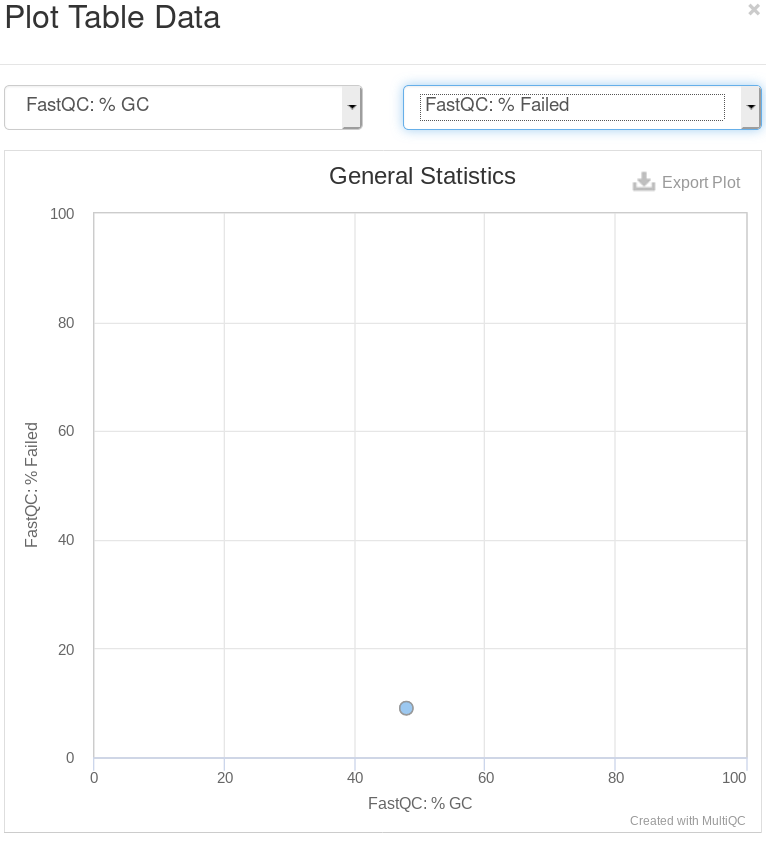 Plot Table Data
×
FastQC: % GC
FastQC: % Failed
General Statistics
Export Plot
100
80
60
40
20
0
FastQC: % Failed
0 20 40 60 80 100
FastQC: % GC
Created with MultiQC